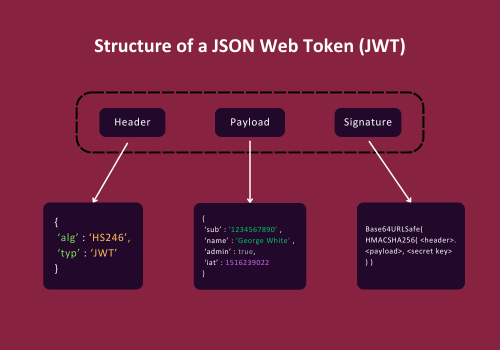 Structure of a JSON Web Token (JWT)
Header
Payload
Signature
{
‘alg’ : ‘HS246’,
‘typ’ : ‘JWT’
}
{
‘sub’ : ‘1234567890’ ,
‘name’ : ‘George White’ ,
‘admin’ : true,
‘iat’ : 1516239022
}
Base64URLSafe(
HMACSHA256( <header>.
<payload>, <secret key>
) )